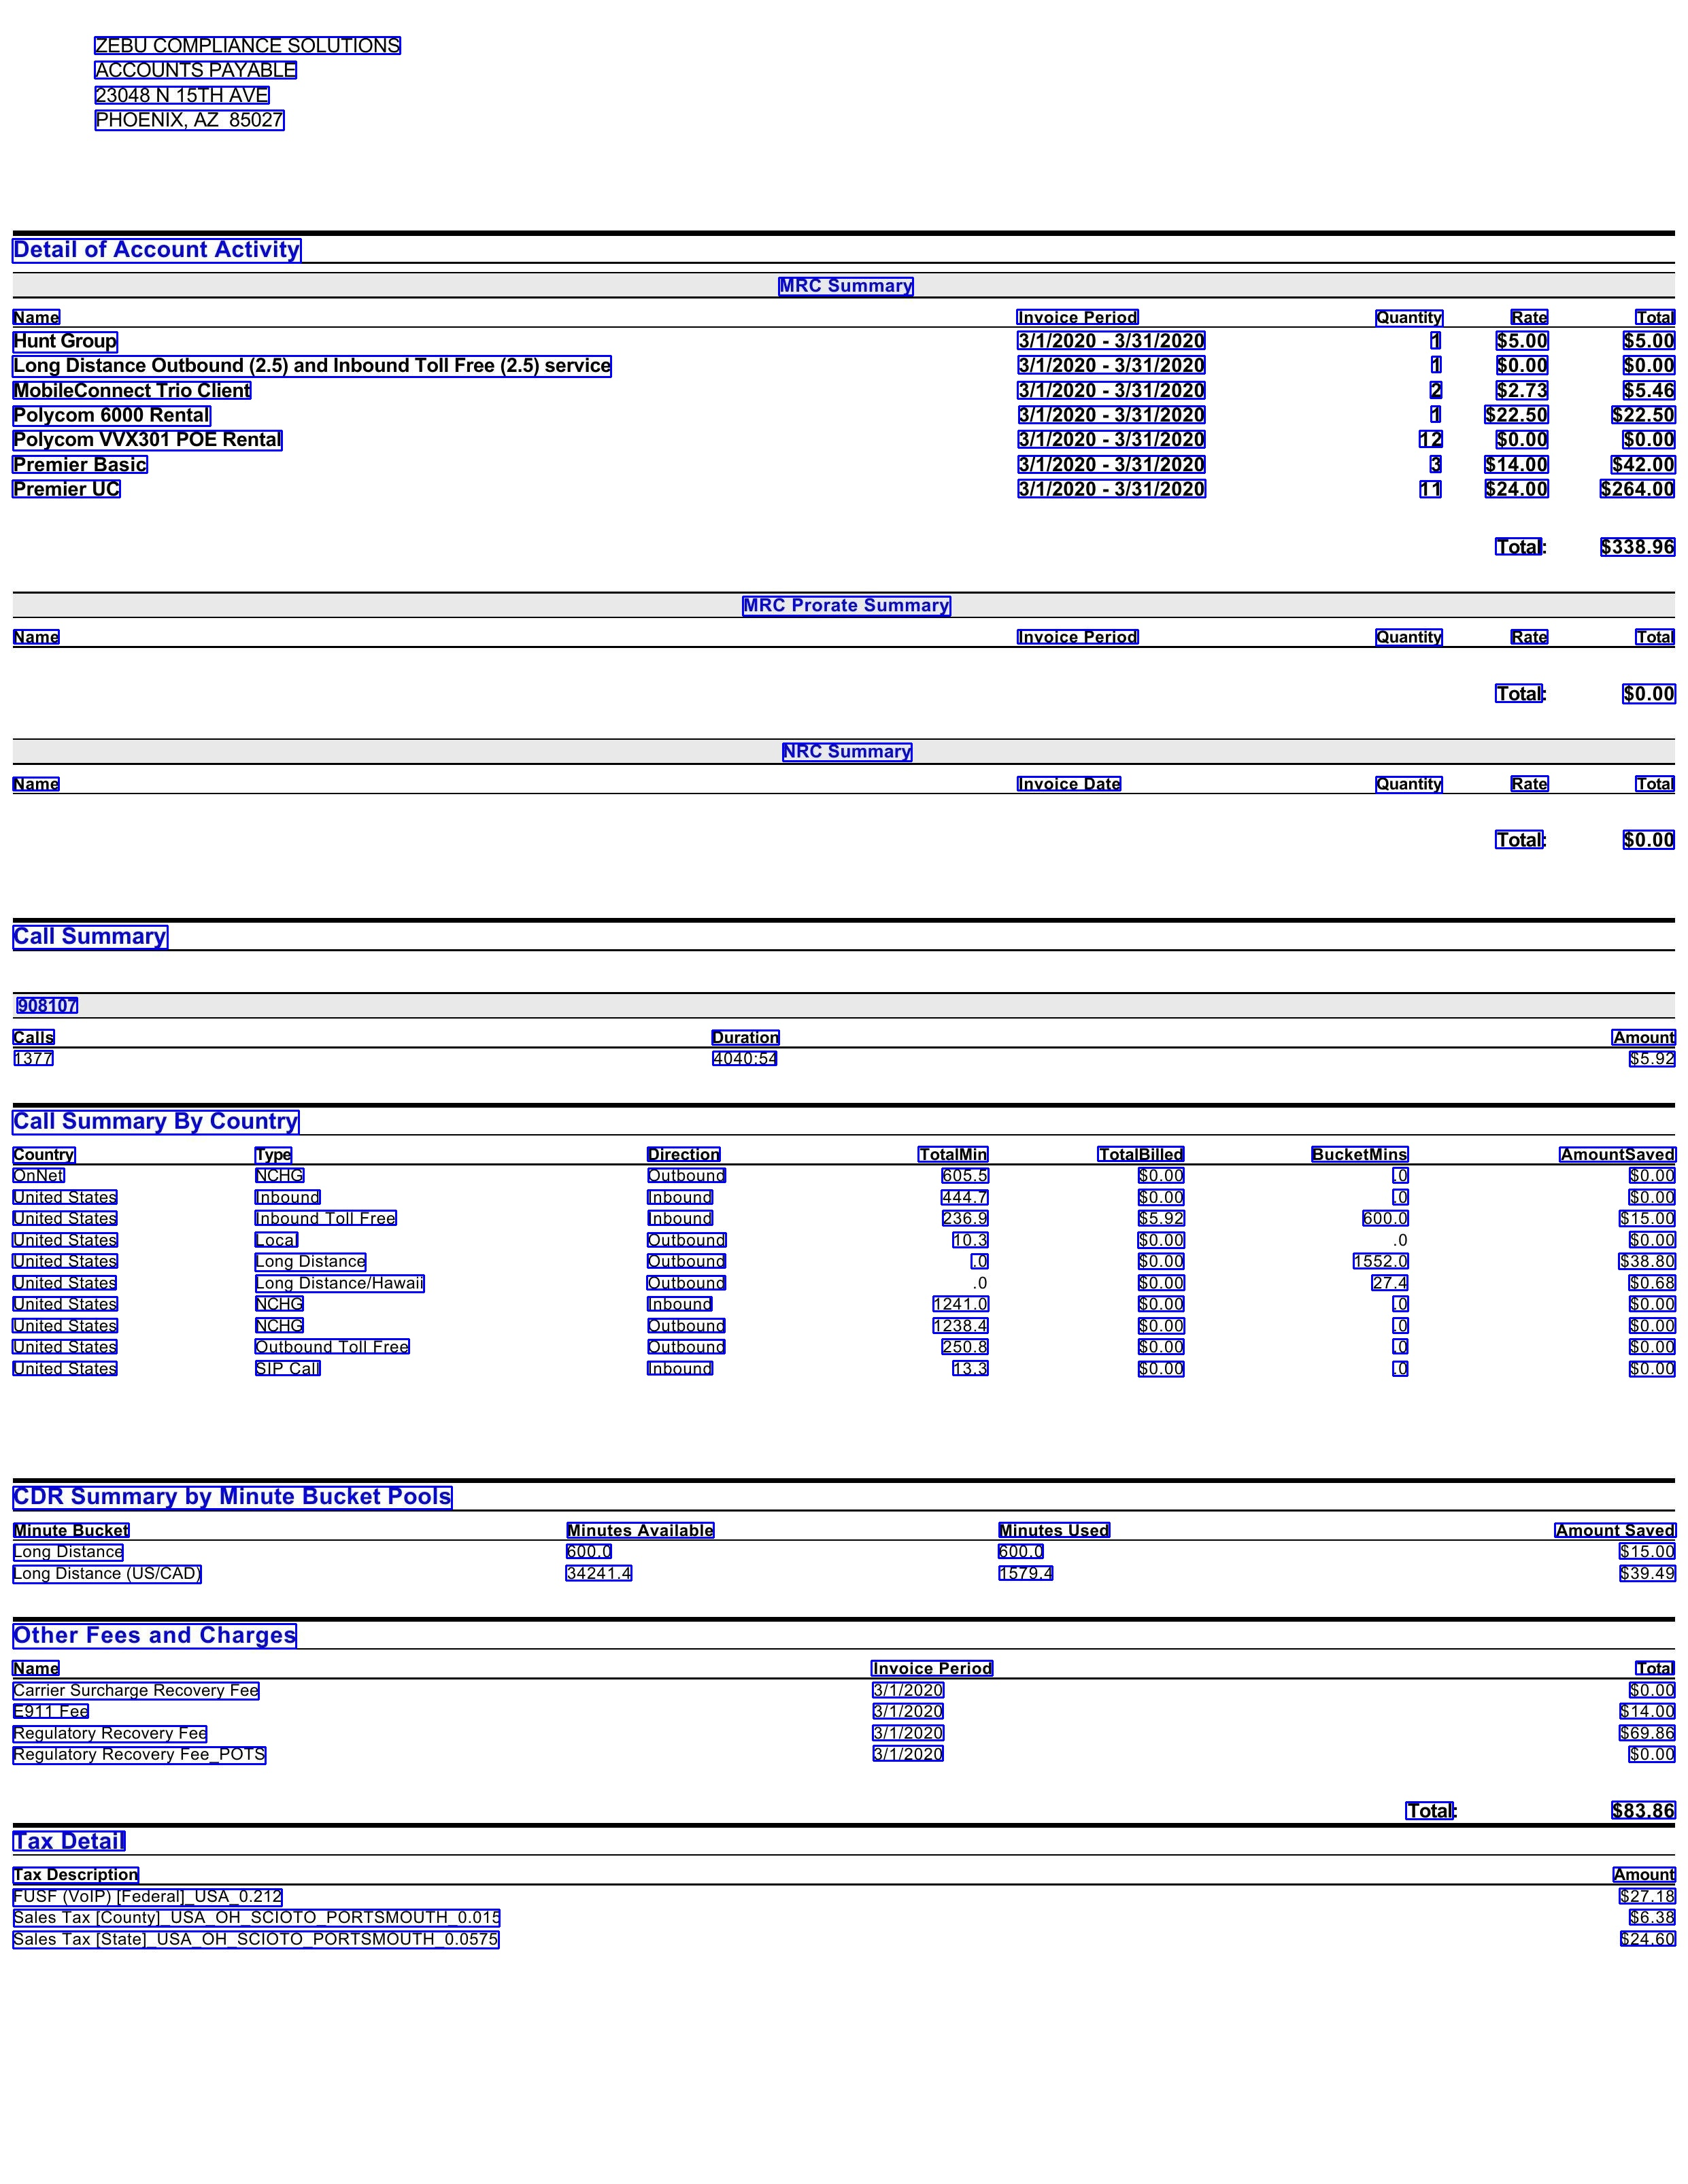 ZEBU COMPLIANCE SOLUTIONS
ACCOUNTS PAYABLE
23048 N 15TH AVE
PHOENIX, AZ  85027
Detail of Account Activity
MRC Summary
Name Invoice Period Quantity Rate Total
Hunt Group 3/1/2020 - 3/31/2020 1 $5.00 $5.00
Long Distance Outbound (2.5) and Inbound Toll Free (2.5) service 3/1/2020 - 3/31/2020 1 $0.00 $0.00
MobileConnect Trio Client 3/1/2020 - 3/31/2020 2 $2.73 $5.46
Polycom 6000 Rental 3/1/2020 - 3/31/2020 1 $22.50 $22.50
Polycom VVX301 POE Rental 3/1/2020 - 3/31/2020 12 $0.00 $0.00
Premier Basic 3/1/2020 - 3/31/2020 3 $14.00 $42.00
Premier UC 3/1/2020 - 3/31/2020 11 $24.00 $264.00
Total: $338.96
MRC Prorate Summary
Name Invoice Period Quantity Rate Total
Total: $0.00
NRC Summary
Name Invoice Date Quantity Rate Total
Total: $0.00
Call Summary
908107
Calls Duration Amount
1377 4040:54 $5.92
Call Summary By Country
Country Type Direction TotalMin TotalBilled BucketMins AmountSaved
OnNet NCHG Outbound 605.5 $0.00 .0 $0.00
United States Inbound Inbound 444.7 $0.00 .0 $0.00
United States Inbound Toll Free Inbound 236.9 $5.92 600.0 $15.00
United States Local Outbound 10.3 $0.00 .0 $0.00
United States Long Distance Outbound .0 $0.00 1552.0 $38.80
United States Long Distance/Hawaii Outbound .0 $0.00 27.4 $0.68
United States NCHG Inbound 1241.0 $0.00 .0 $0.00
United States NCHG Outbound 1238.4 $0.00 .0 $0.00
United States Outbound Toll Free Outbound 250.8 $0.00 .0 $0.00
United States SIP Call Inbound 13.3 $0.00 .0 $0.00
CDR Summary by Minute Bucket Pools
Minute Bucket Minutes Available Minutes Used Amount Saved
Long Distance 600.0 600.0 $15.00
Long Distance (US/CAD) 34241.4 1579.4 $39.49
Other Fees and Charges
Name Invoice Period Total
Carrier Surcharge Recovery Fee 3/1/2020 $0.00
E911 Fee 3/1/2020 $14.00
Regulatory Recovery Fee 3/1/2020 $69.86
Regulatory Recovery Fee_POTS 3/1/2020 $0.00
Total: $83.86
Tax Detail
Tax Description Amount
FUSF (VoIP) [Federal]_USA_0.212 $27.18
Sales Tax [County]_USA_OH_SCIOTO_PORTSMOUTH_0.015 $6.38
Sales Tax [State]_USA_OH_SCIOTO_PORTSMOUTH_0.0575 $24.60